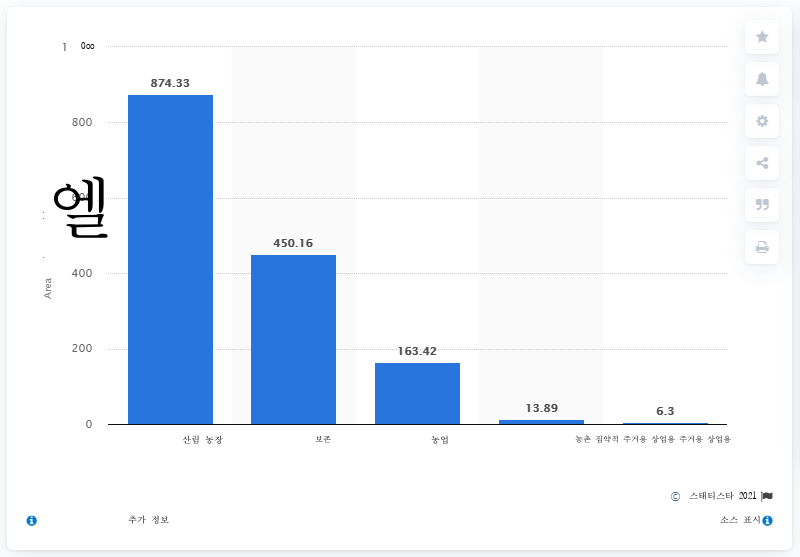 1 000
874.33
800
엘
600
450.16
400
Area
200
163.42
13.89
6.3
0
산림 농장
보존
농업
농촌 집약적 주거용 상업용 주거용 상업용
© 스태티스타 2021
추가 정보
소스 표시